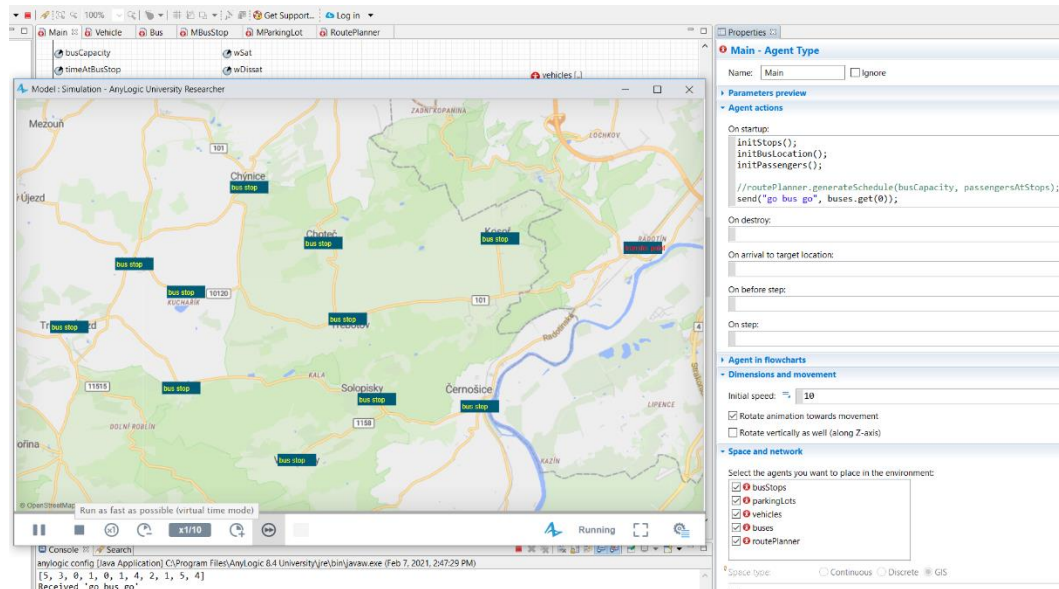 100%
Get Support...
Log in
Main
Vehicle
Bus
MBusStop
MParkingLot
RoutePlanner
busCapacity
wSat
timeAtBusStop
wDissat
vehicles [..]
Model : Simulation - AnyLogic University Researcher
Mezouň
ZADNÍ KOPANINA
LOCHKOV
101
Chýnice
bus stop
Újezd
Choteč
bus stop
Kosoř
bus stop
RADOTÍN
bus stop
bus stop
KUCHAŘÍK
10120
101
bus stop
Třebotov
bus stop
Radotínská
4
11515
bus stop
KALA
Solopisky
bus stop
Černošice
bus stop
LIPENCE
1158
DOLNÍ ROBLÍN
ořina
bus stop
KAZÍN
© OpenStreetMap
Run as fast as possible (virtual time mode)
x1
x1/10
Running
Console
Search
anylogic config [Java Application] C:\Program Files\AnyLogic 8.4 University\jre\bin\javaw.exe (Feb 7, 2021, 2:47:29 PM)
[5, 3, 0, 1, 0, 1, 4, 2, 1, 5, 4]
Received 'go bus go'
Properties
Main - Agent Type
Name:
Main
Ignore
Parameters preview
Agent actions
On startup:
initStops();
initBusLocation();
initPassengers();
//routePlanner.generateSchedule(busCapacity, passengersAtStops);
send("go bus go", buses.get(0));
On destroy:
On arrival to target location:
On before step:
On step:
Agent in flowcharts
Dimensions and movement
Initial speed:
10
Rotate animation towards movement
Rotate vertically as well (along Z-axis)
Space and network
Select the agents you want to place in the environment:
busStops
parkingLots
vehicles
buses
routePlanner
Space type:
Continuous
Discrete
GIS